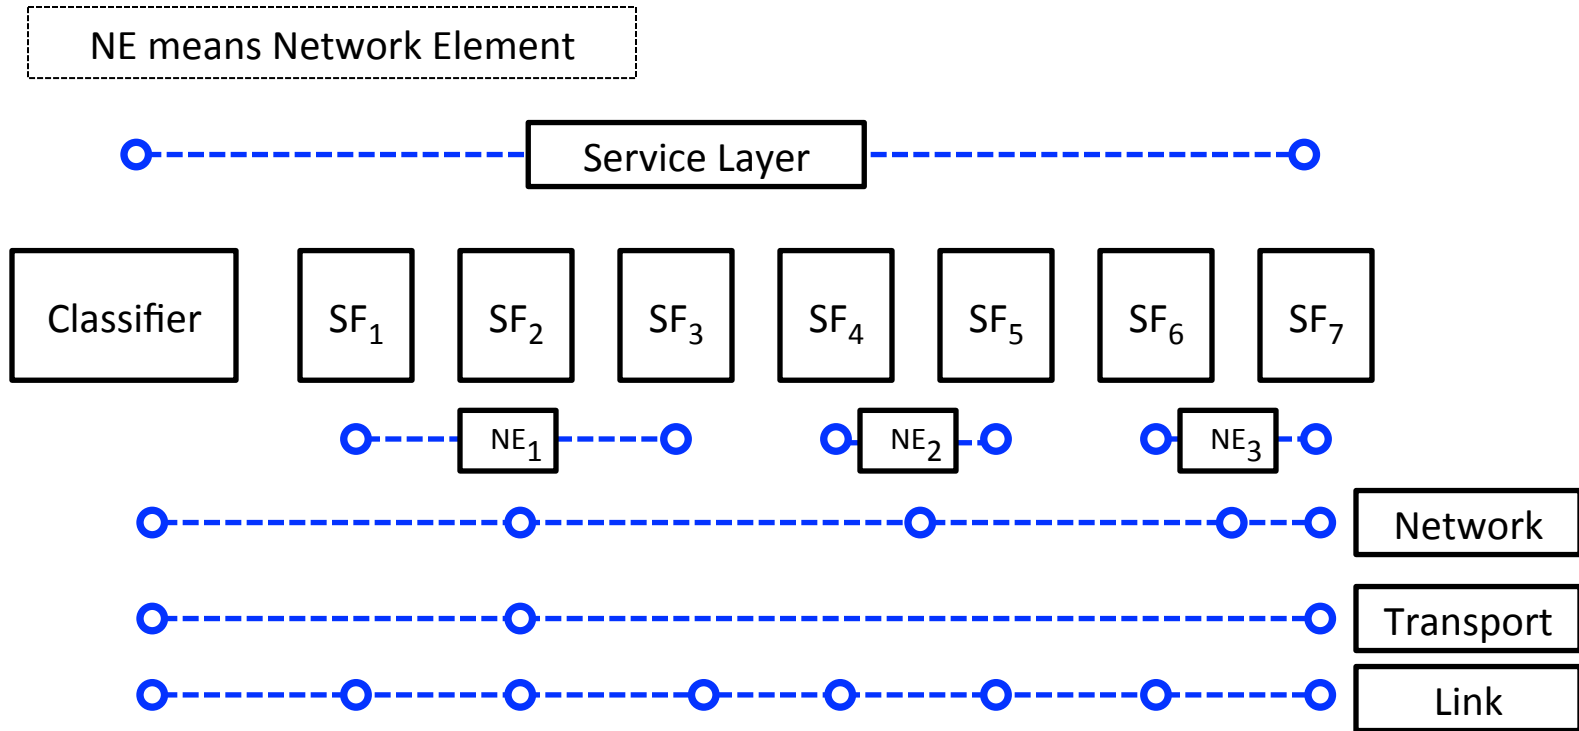 NE means Network Element
Service Layer
Classifier SF1 SF2 SF3 SF4 SF5 SF6 SF7
NE1 NE2 NE3
Network
Transport
Link